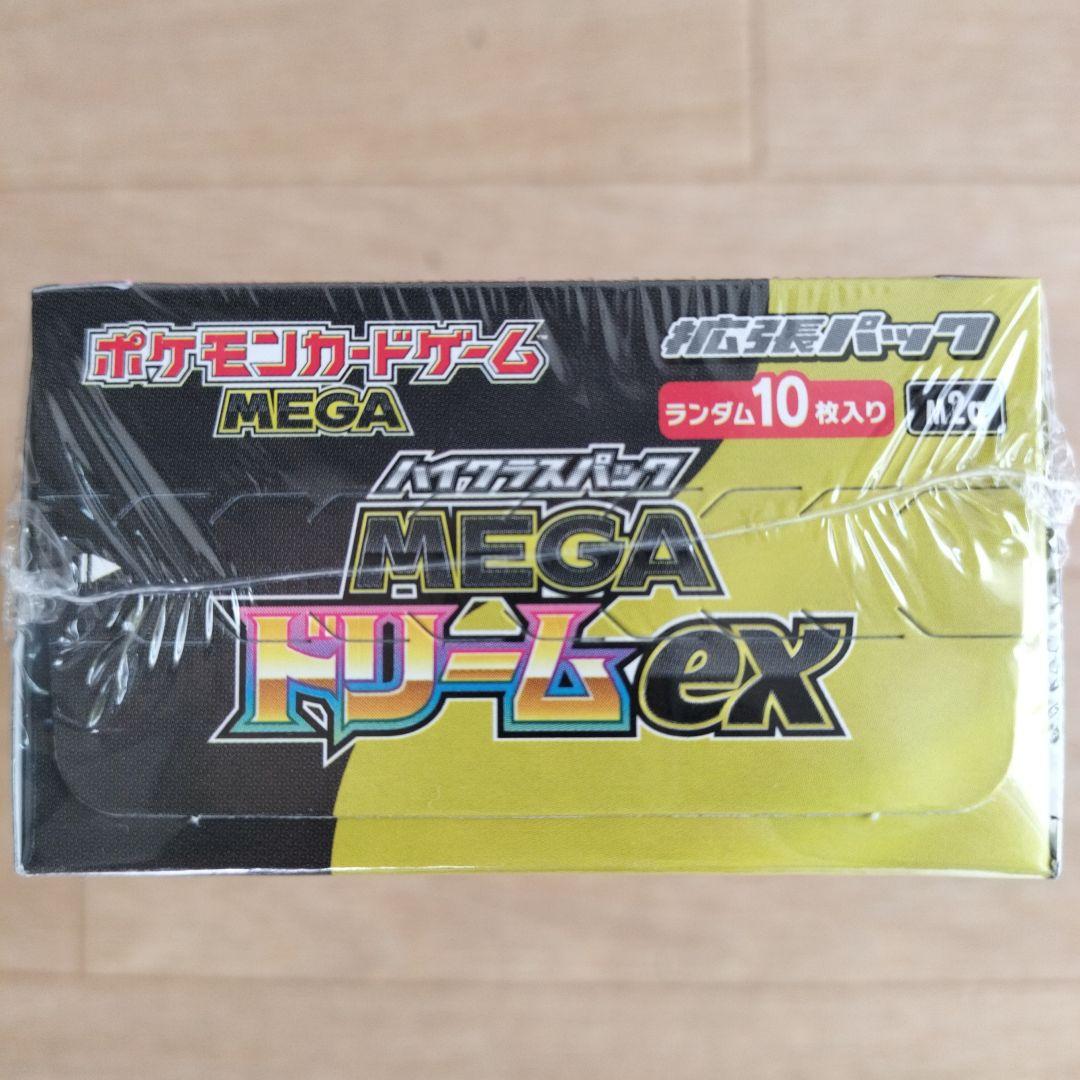 ポケモンカードゲーム
MEGA
拡張パック
ランダム10枚入り
M2a
ハイクラスパック
MEGA
ドリームex